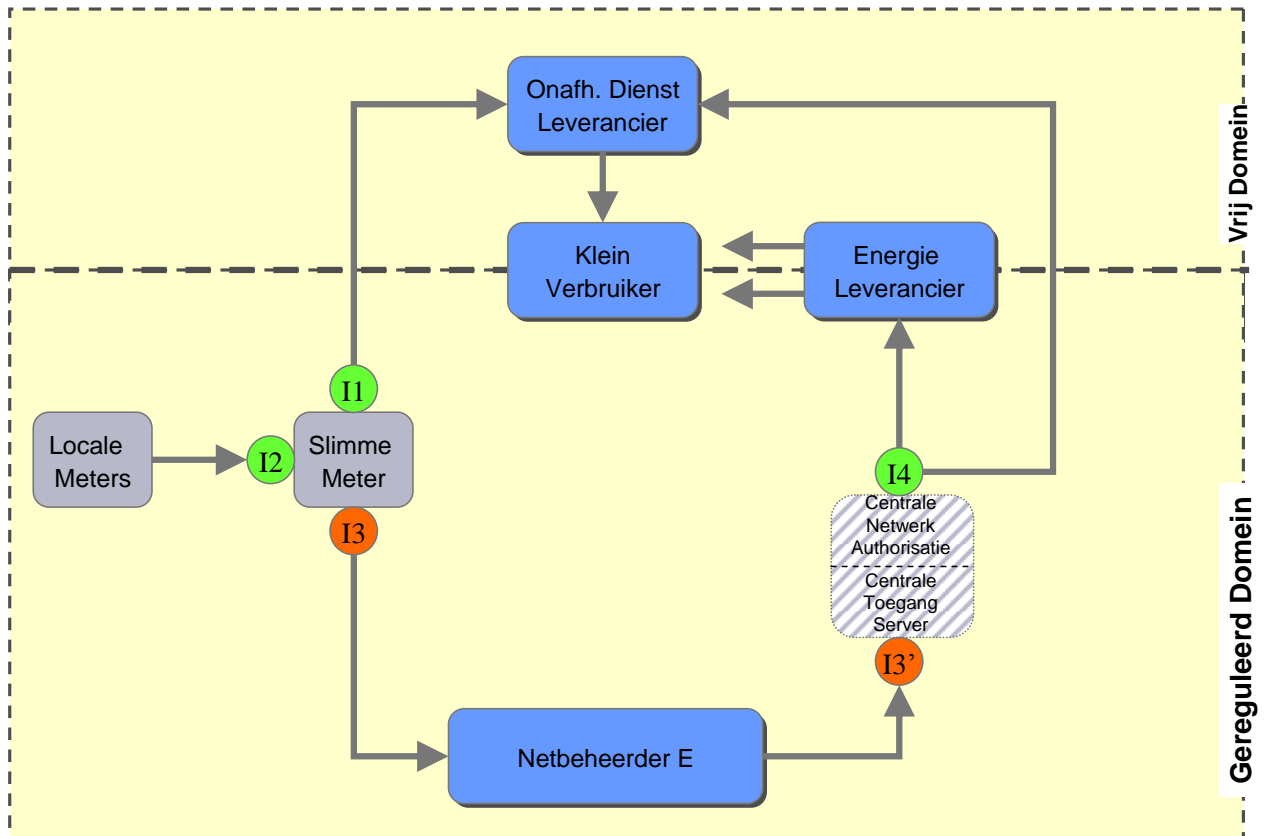 Onafh. Dienst
Leverancier
Vrij Domein
Klein
Verbruiker
Energie
Leverancier
I1
Locale
Meters
I2
Slimme
Meter
I3
I4
Centrale
Netwerk
Authorisatie
Centrale
Toegang
Server
I3’
Netbeheerder E
Gereguleerd Domein